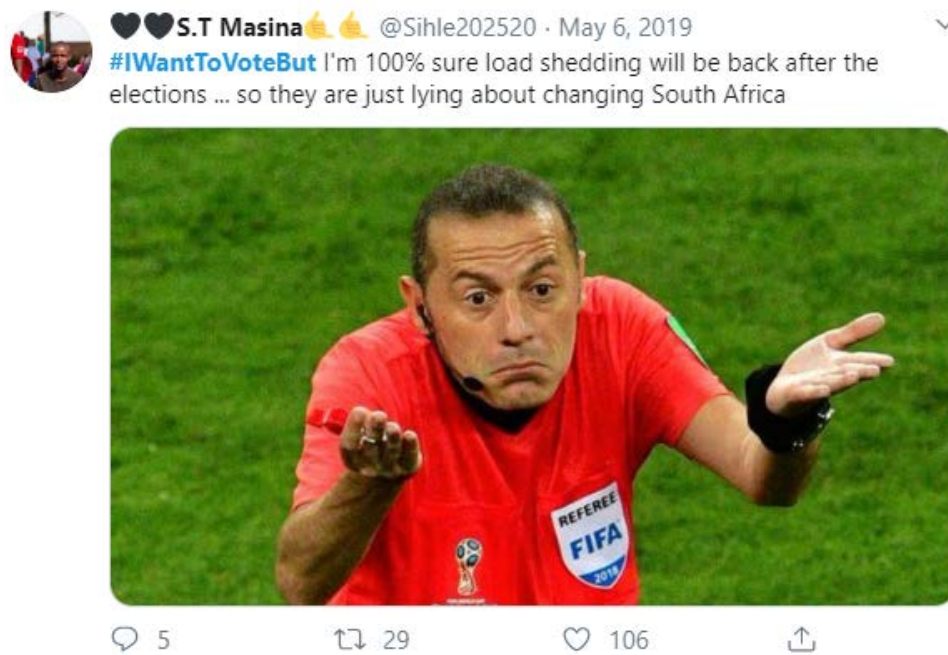 🖤🖤S.T Masina🤙🤙 @Sihle202520 · May 6, 2019
#IWantToVoteBut I'm 100% sure load shedding will be back after the
elections ... so they are just lying about changing South Africa
REFEREE
FIFA
2018
5 29 106